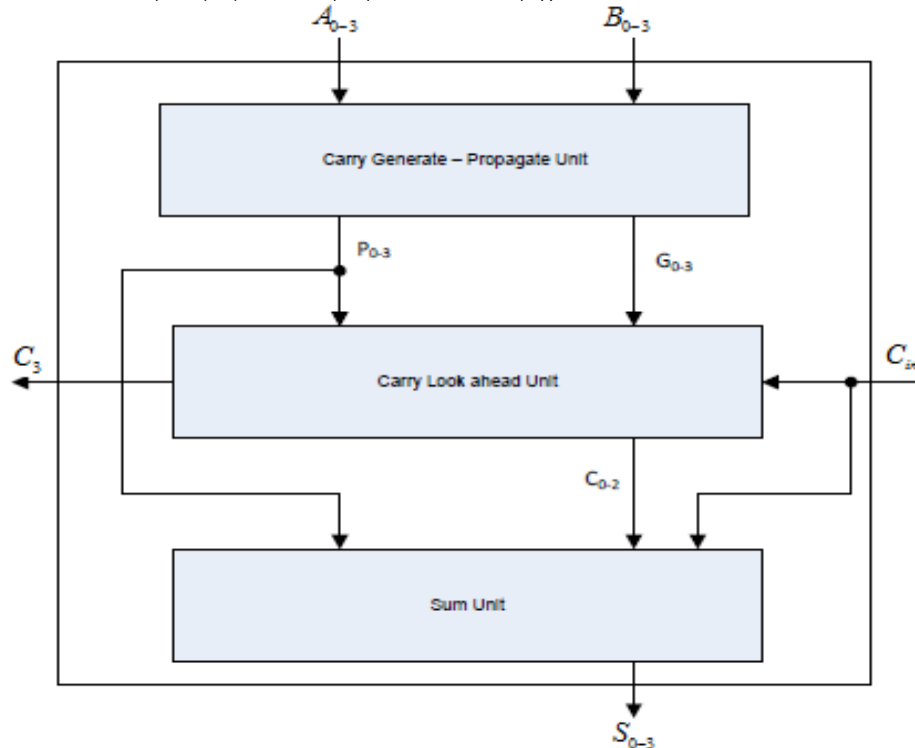 A0–3 B0–3
Carry Generate – Propagate Unit
P0-3
G0-3
C3
Cin
Carry Look ahead Unit
C0-2
Sum Unit
S0–3